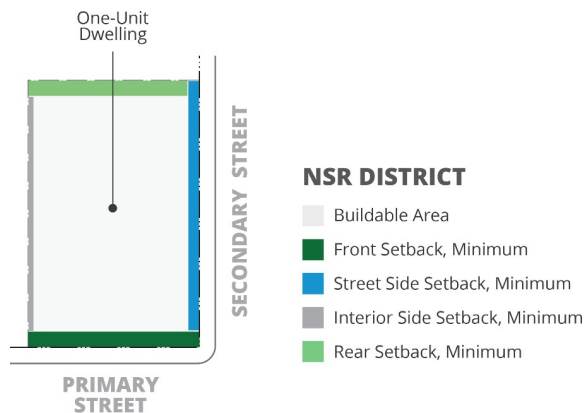 One-Unit
Dwelling
SECONDARY STREET
NSR DISTRICT
Buildable Area
Front Setback, Minimum
Street Side Setback, Minimum
Interior Side Setback, Minimum
Rear Setback, Minimum
PRIMARY
STREET